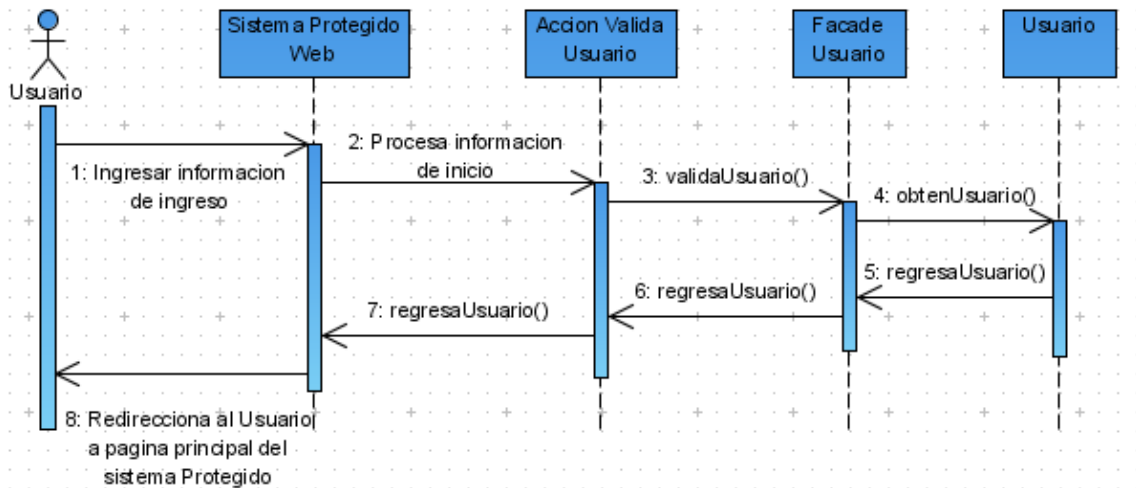 Sistema Protegido
Web
Accion Valida
Usuario
Facade
Usuario
Usuario
Usuario
1: Ingresar informacion
de ingreso
2: Procesa informacion
de inicio
3: validaUsuario()
4: obtenUsuario()
5: regresaUsuario()
6: regresaUsuario()
7: regresaUsuario()
8: Redirecciona al Usuario
a pagina principal del
sistema Protegido